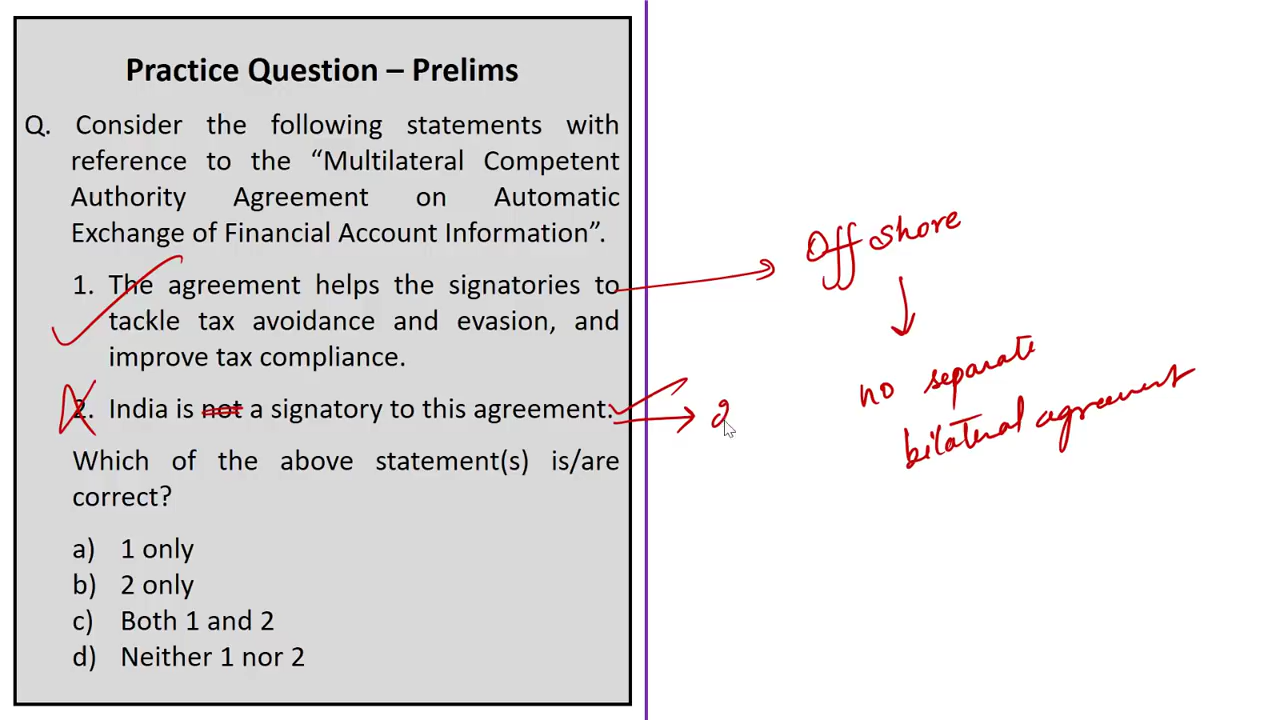 Practice Question – Prelims
Q. Consider the following statements with
reference to the “Multilateral Competent
Authority Agreement on Automatic
Exchange of Financial Account Information”.
1. The agreement helps the signatories to
tackle tax avoidance and evasion, and
improve tax compliance.
2. India is not a signatory to this agreement.
Which of the above statement(s) is/are
correct?
a) 1 only
b) 2 only
c) Both 1 and 2
d) Neither 1 nor 2
Offshore
no separate
bilateral agreement
2